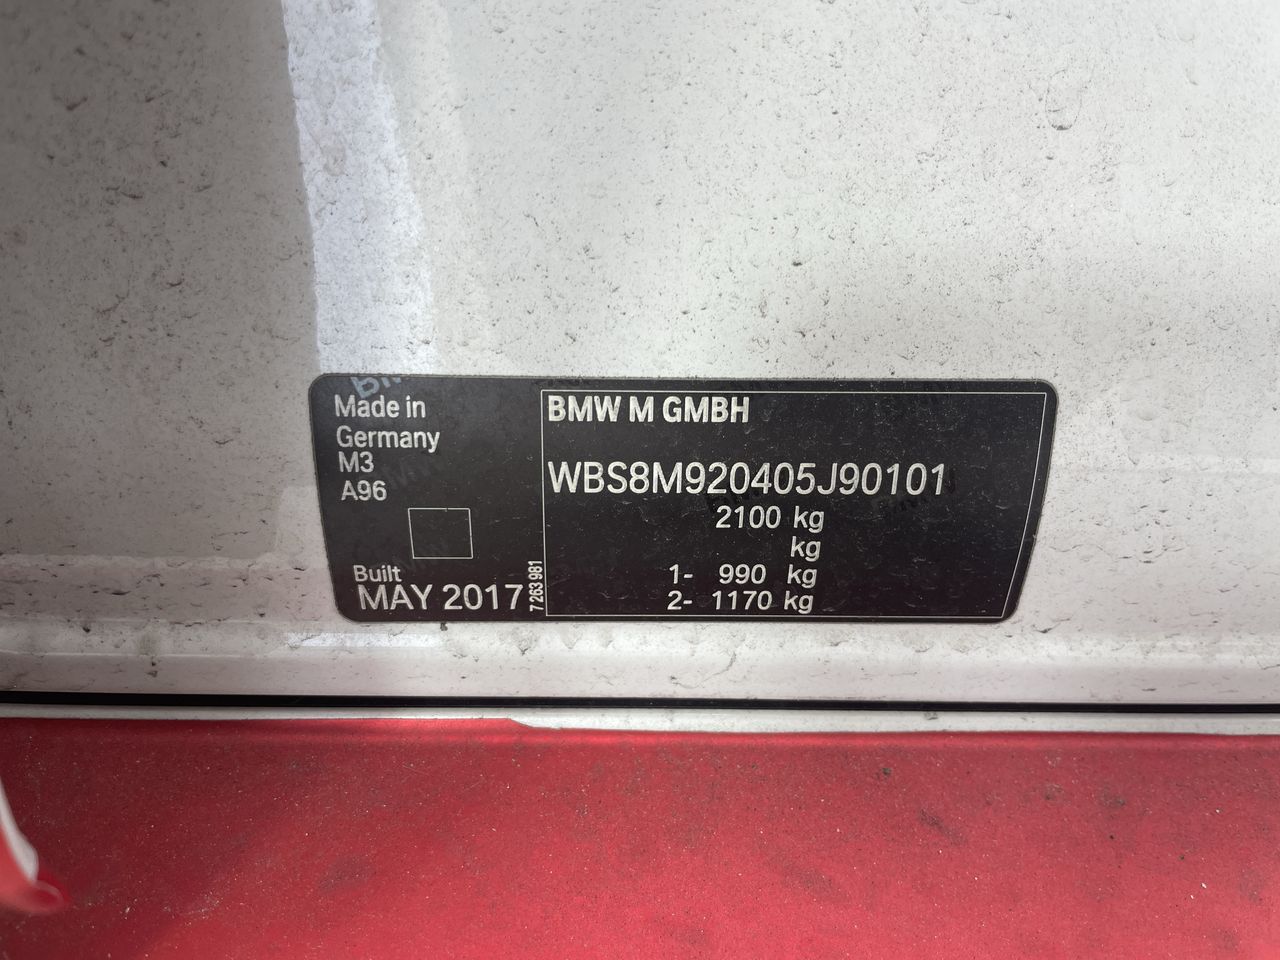 Made in
Germany
M3
A96
Built
MAY 2017
7 263 981
BMW M GMBH
WBS8M920405J90101
2100 kg
kg
1- 990 kg
2- 1170 kg